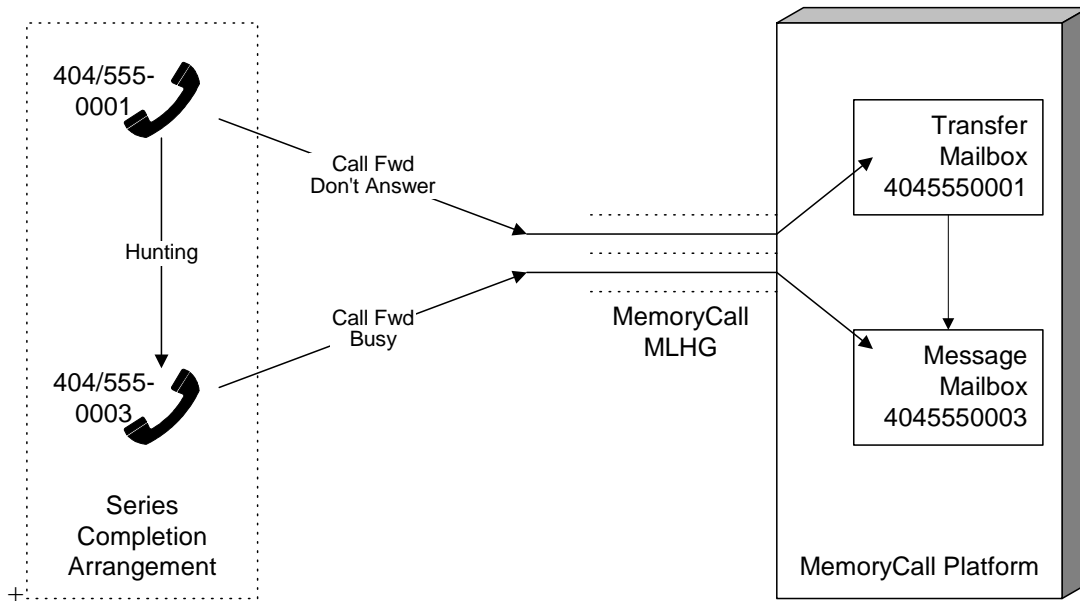 404/555-
0001
Call Fwd
Don't Answer
Hunting
Call Fwd
Busy
404/555-
0003
Series
Completion
Arrangement
MemoryCall
MLHG
Transfer
Mailbox
4045550001
Message
Mailbox
4045550003
MemoryCall Platform